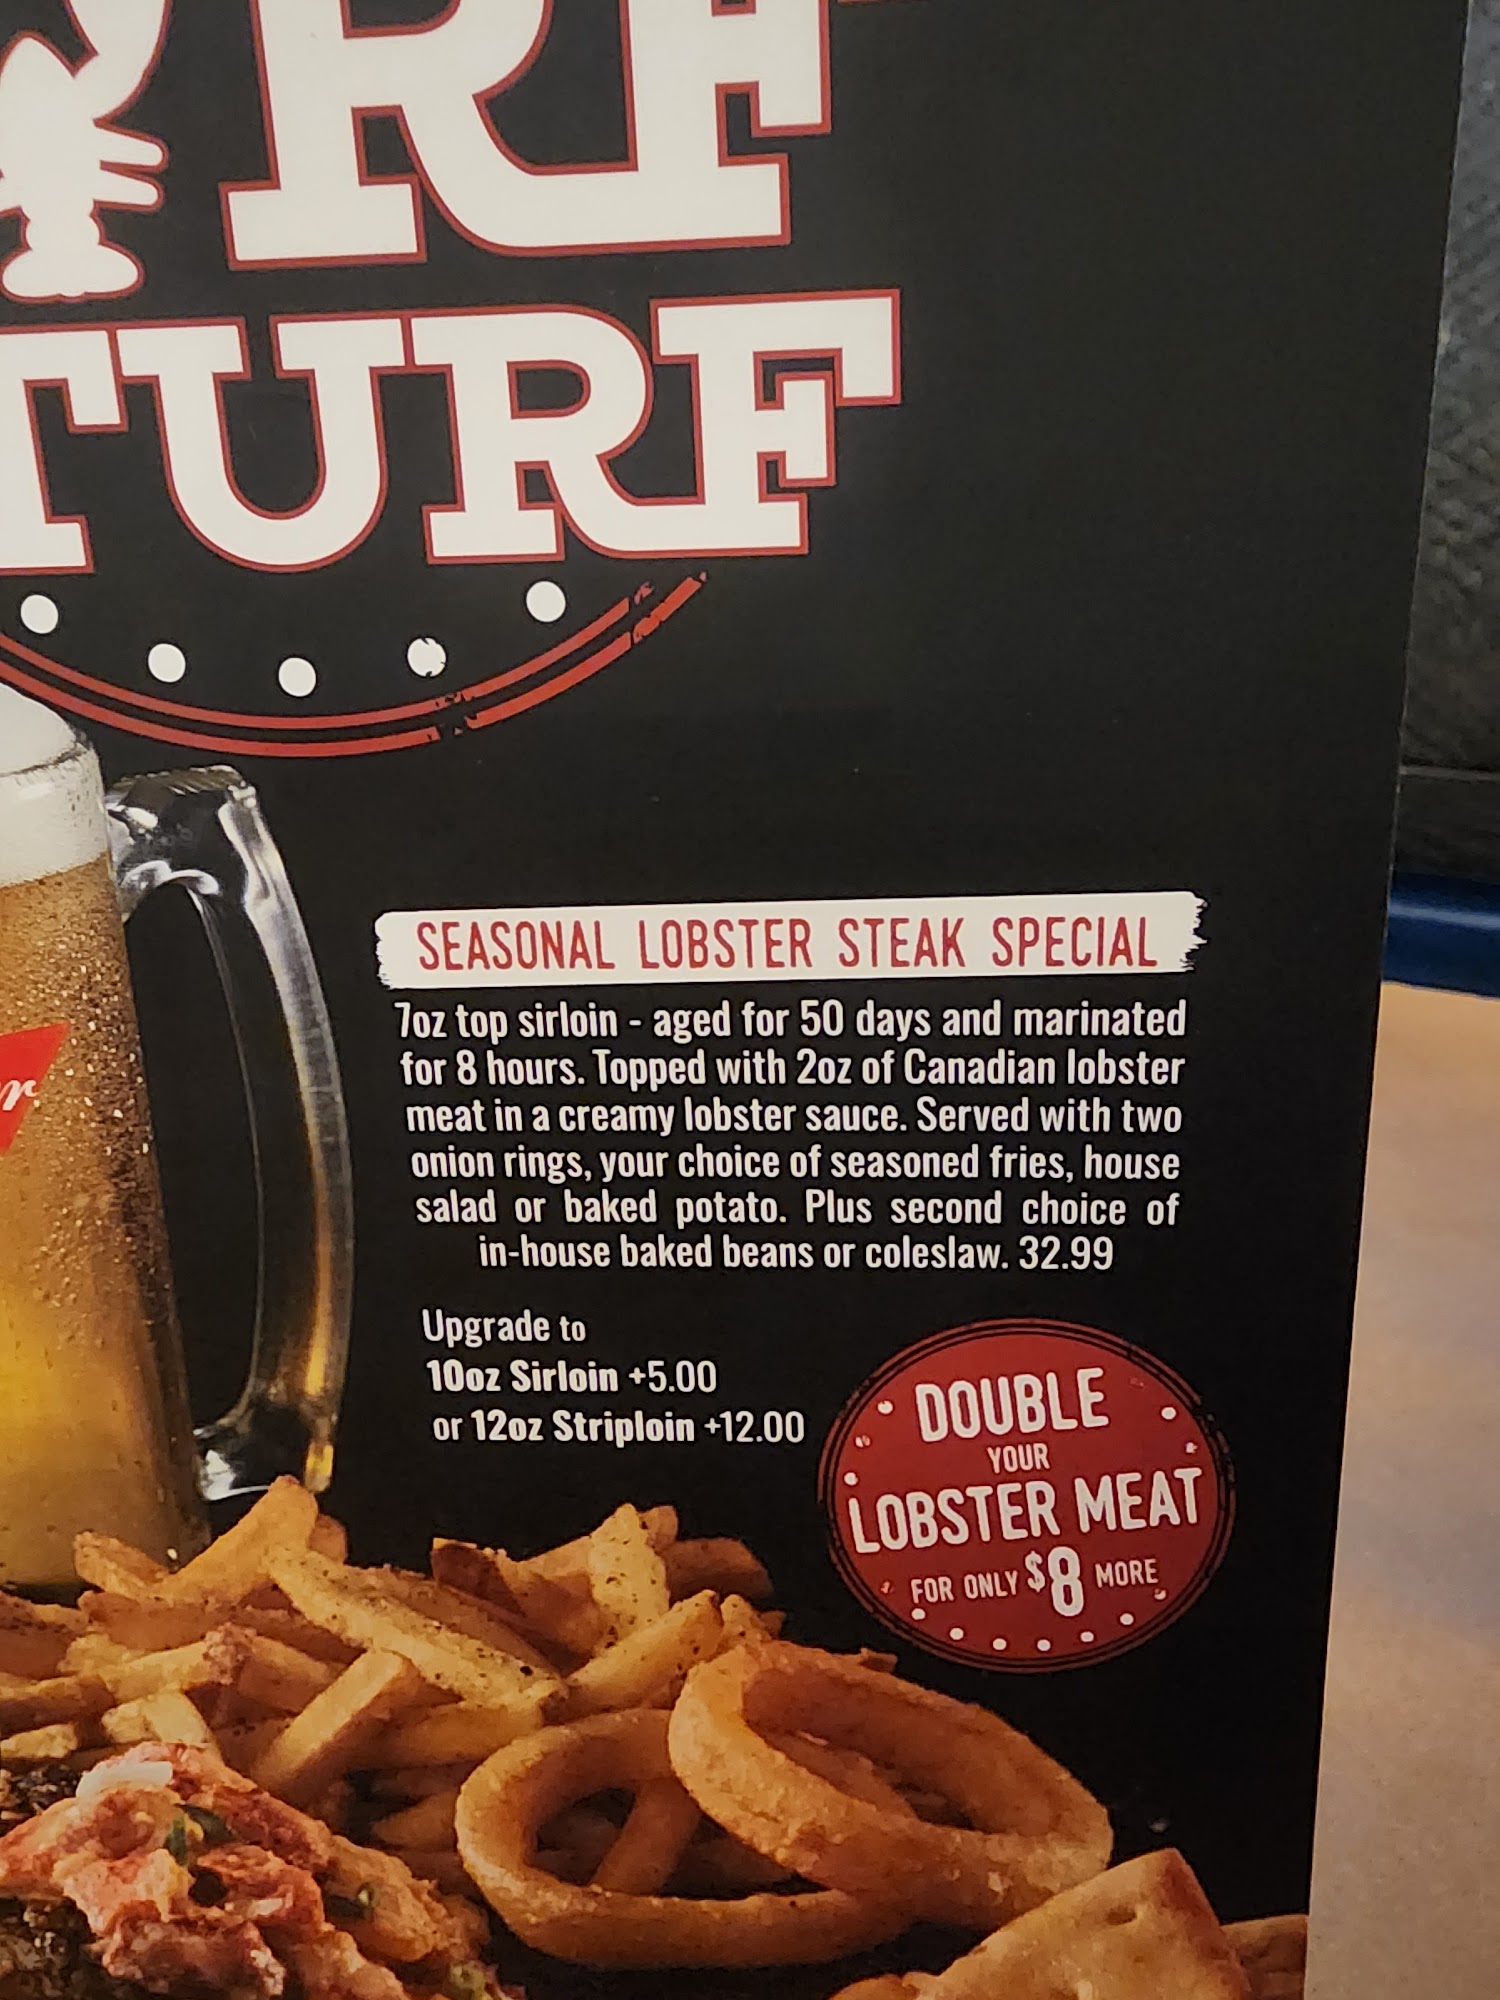 RF
TURF
SEASONAL LOBSTER STEAK SPECIAL
7oz top sirloin - aged for 50 days and marinated
for 8 hours. Topped with 2oz of Canadian lobster
meat in a creamy lobster sauce. Served with two
onion rings, your choice of seasoned fries, house
salad or baked potato. Plus second choice of
in-house baked beans or coleslaw. 32.99
Upgrade to
10oz Sirloin +5.00
or 12oz Striploin +12.00
DOUBLE
YOUR
LOBSTER MEAT
FOR ONLY $8 MORE